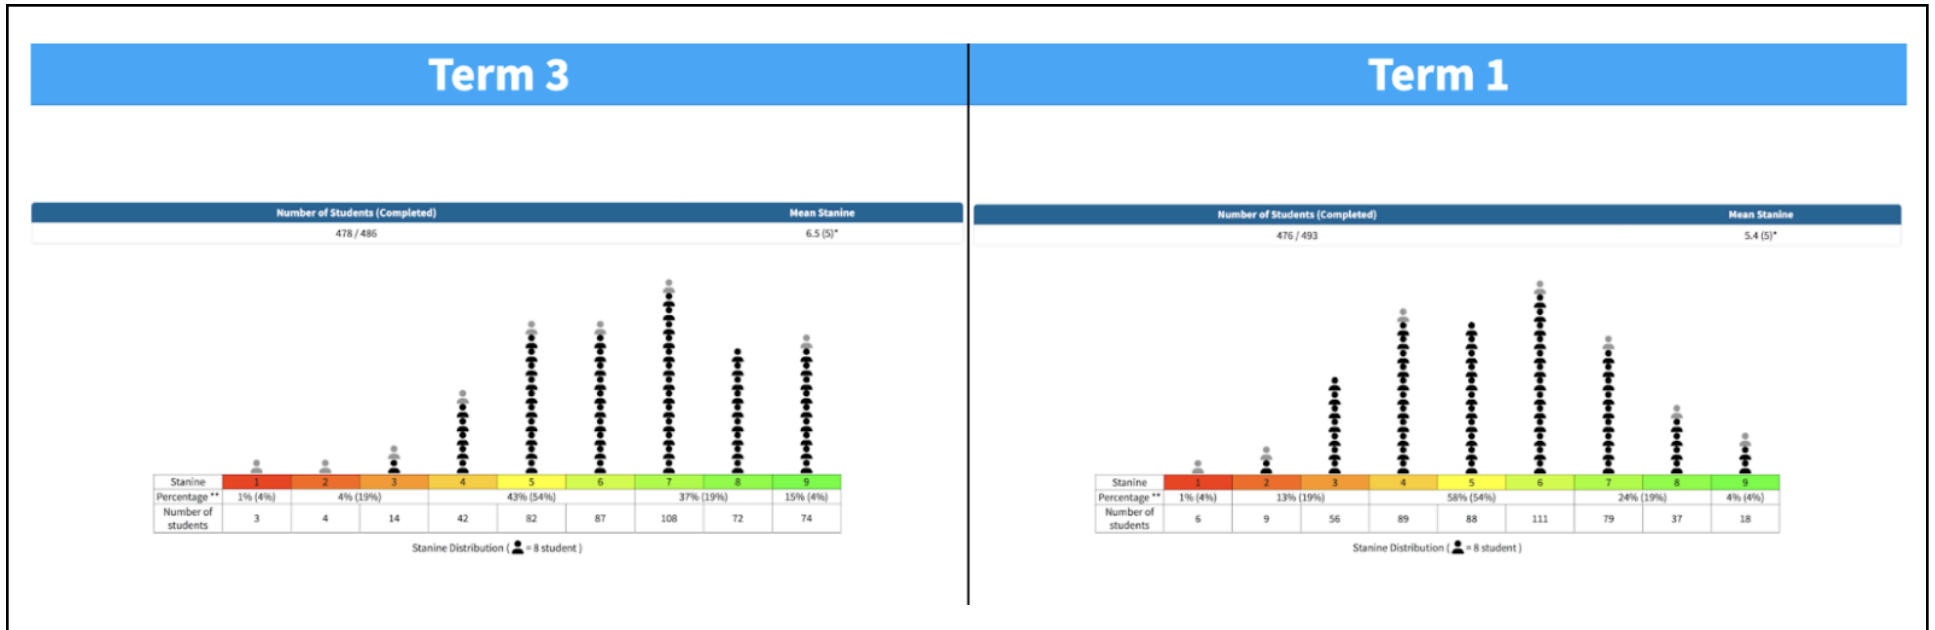 Term 3
Number of Students (Completed) Mean Stanine
478 / 486 6.5 (5)*
Stanine 1 2 3 4 5 6 7 8 9
Percentage ** 1% (4%) 4% (19%) 43% (54%) 37% (19%) 15% (4%)
Number of
students 3 4 14 42 82 87 108 72 74
Stanine Distribution ( = 8 student )
Term 1
Number of Students (Completed) Mean Stanine
476 / 493 5.4 (5)*
Stanine 1 2 3 4 5 6 7 8 9
Percentage ** 1% (4%) 13% (19%) 58% (54%) 24% (19%) 4% (4%)
Number of
students 6 9 56 89 88 111 79 37 18
Stanine Distribution ( = 8 student )